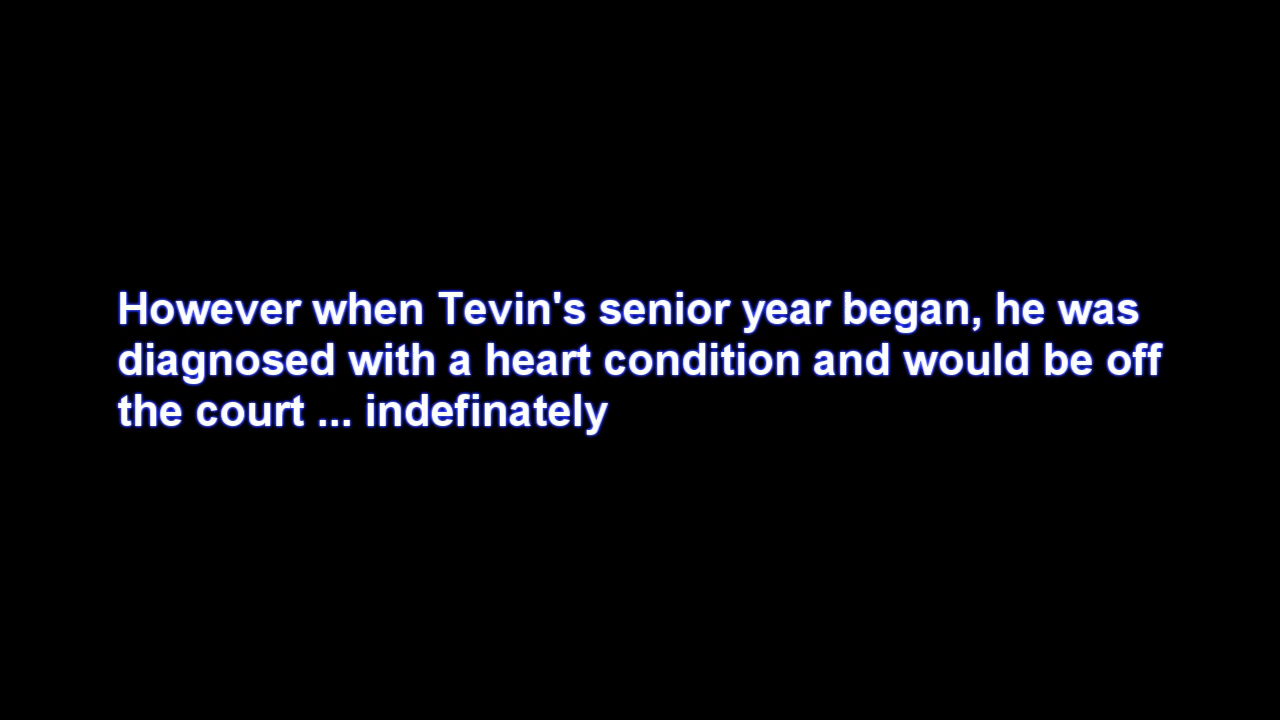 However when Tevin's senior year began, he was
diagnosed with a heart condition and would be off
the court ... indefinately